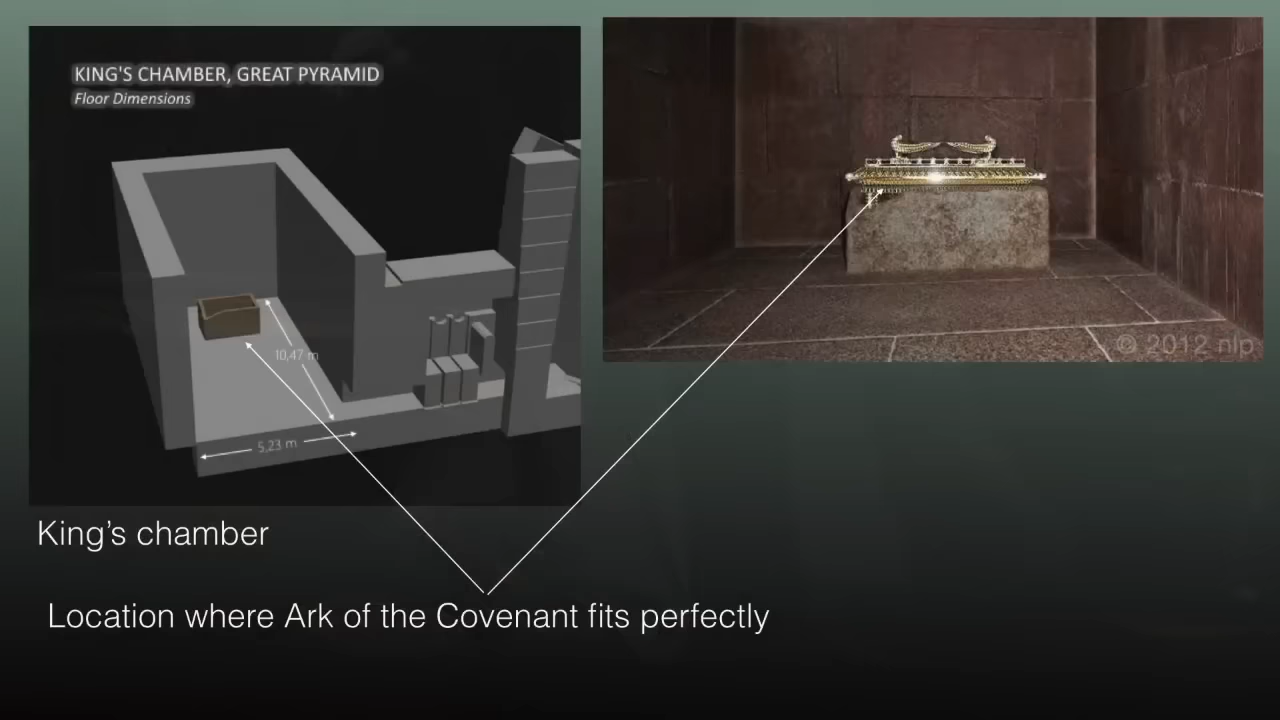 KING'S CHAMBER, GREAT PYRAMID
Floor Dimensions
10,47 m
5,23 m
© 2012 nlp
King's chamber
Location where Ark of the Covenant fits perfectly